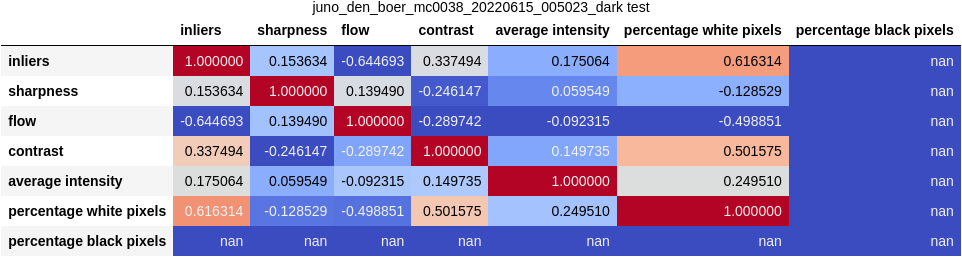 juno_den_boer_mc0038_20220615_005023_dark test
inliers sharpness flow contrast average intensity percentage white pixels percentage black pixels
inliers 1.000000 0.153634 -0.644693 0.337494 0.175064 0.616314 nan
sharpness 0.153634 1.000000 0.139490 -0.246147 0.059549 -0.128529 nan
flow -0.644693 0.139490 1.000000 -0.289742 -0.092315 -0.498851 nan
contrast 0.337494 -0.246147 -0.289742 1.000000 0.149735 0.501575 nan
average intensity 0.175064 0.059549 -0.092315 0.149735 1.000000 0.249510 nan
percentage white pixels 0.616314 -0.128529 -0.498851 0.501575 0.249510 1.000000 nan
percentage black pixels nan nan nan nan nan nan nan